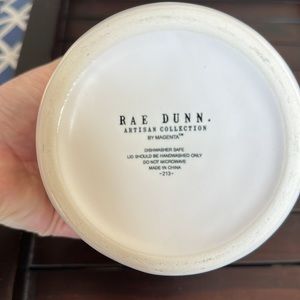 RAE DUNN.
ARTISAN COLLECTION
BY MAGENTA™
DISHWASHER SAFE
LID SHOULD BE HANDWASHED ONLY
DO NOT MICROWAVE
MADE IN CHINA
-213-